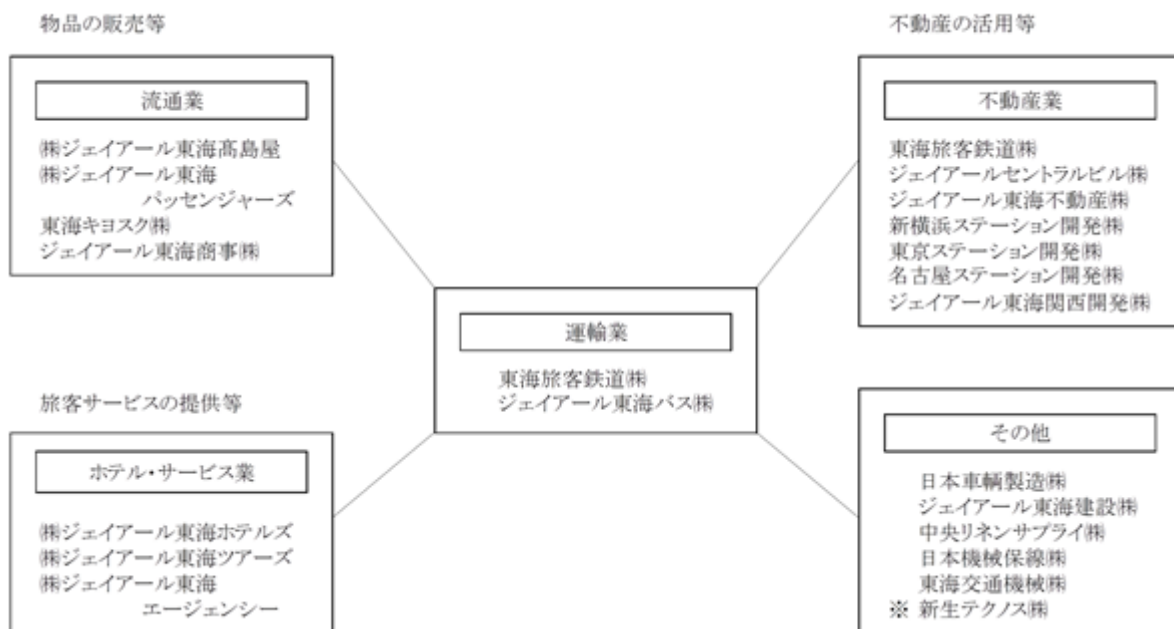 物品の販売等
流通業
㈱ジェイアール東海髙島屋
㈱ジェイアール東海
パッセンジャーズ
東海キヨスク㈱
ジェイアール東海商事㈱
不動産の活用等
不動産業
東海旅客鉄道㈱
ジェイアールセントラルビル㈱
ジェイアール東海不動産㈱
新横浜ステーション開発㈱
東京ステーション開発㈱
名古屋ステーション開発㈱
ジェイアール東海関西開発㈱
運輸業
東海旅客鉄道㈱
ジェイアール東海バス㈱
旅客サービスの提供等
ホテル・サービス業
㈱ジェイアール東海ホテルズ
㈱ジェイアール東海ツアーズ
㈱ジェイアール東海
エージェンシー
その他
日本車輌製造㈱
ジェイアール東海建設㈱
中央リネンサプライ㈱
日本機械保線㈱
東海交通機械㈱
※ 新生テクノス㈱